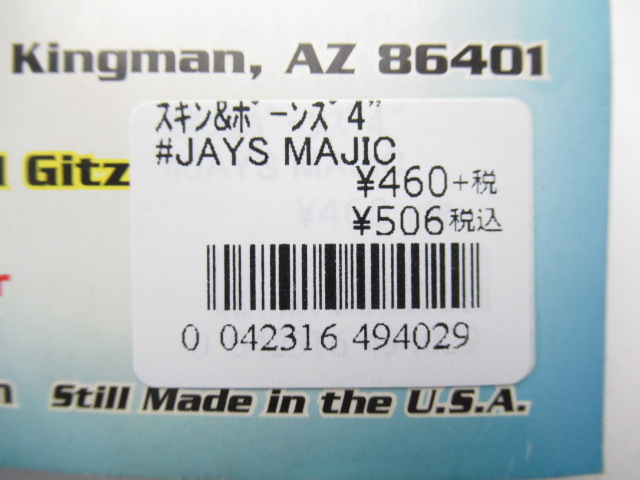 Kingman, AZ 86401
スキン&ボーンズ 4"
Gitz
#JAYS MAJIC
¥460+税
¥506税込
0 042316 494029
Still Made in the U.S.A.